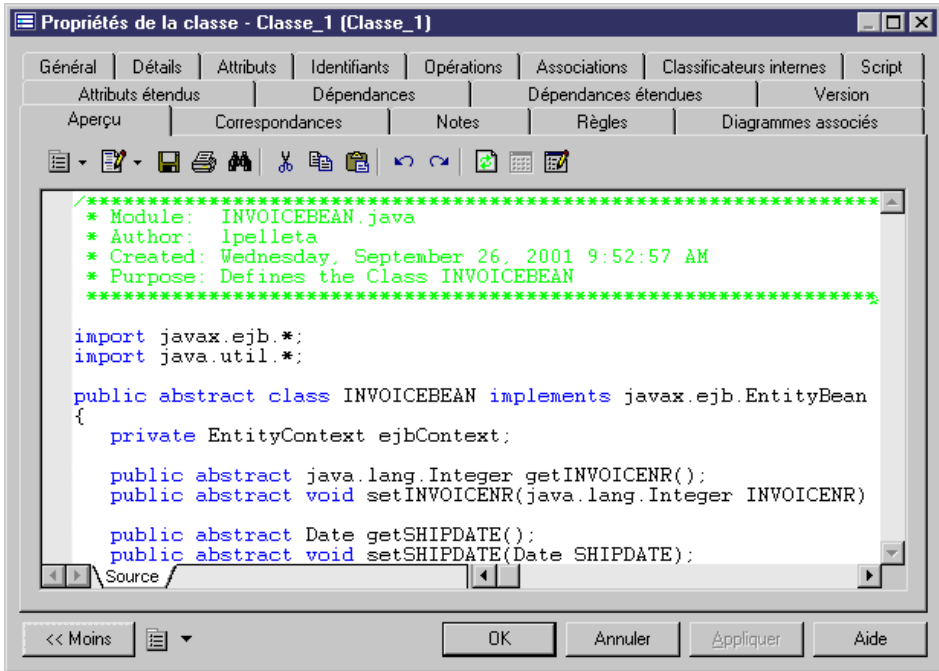 Propriétés de la classe - Classe_1 (Classe_1)
Général Détails Attributs Identifiants Opérations Associations Classificateurs internes Script
Attributs étendus Dépendances Dépendances étendues Version
Aperçu Correspondances Notes Règles Diagrammes associés
/*****************************************************************
* Module:  INVOICEBEAN.java
* Author:  lpelleta
* Created: Wednesday, September 26, 2001 9:52:57 AM
* Purpose: Defines the Class INVOICEBEAN
*****************************************************************
import javax.ejb.*;
import java.util.*;
public abstract class INVOICEBEAN implements javax.ejb.EntityBean
{
private EntityContext ejbContext;
public abstract java.lang.Integer getINVOICENR();
public abstract void setINVOICENR(java.lang.Integer INVOICENR)
public abstract Date getSHIPDATE();
public abstract void setSHIPDATE(Date SHIPDATE);
Source
<< Moins OK Annuler Appliquer Aide